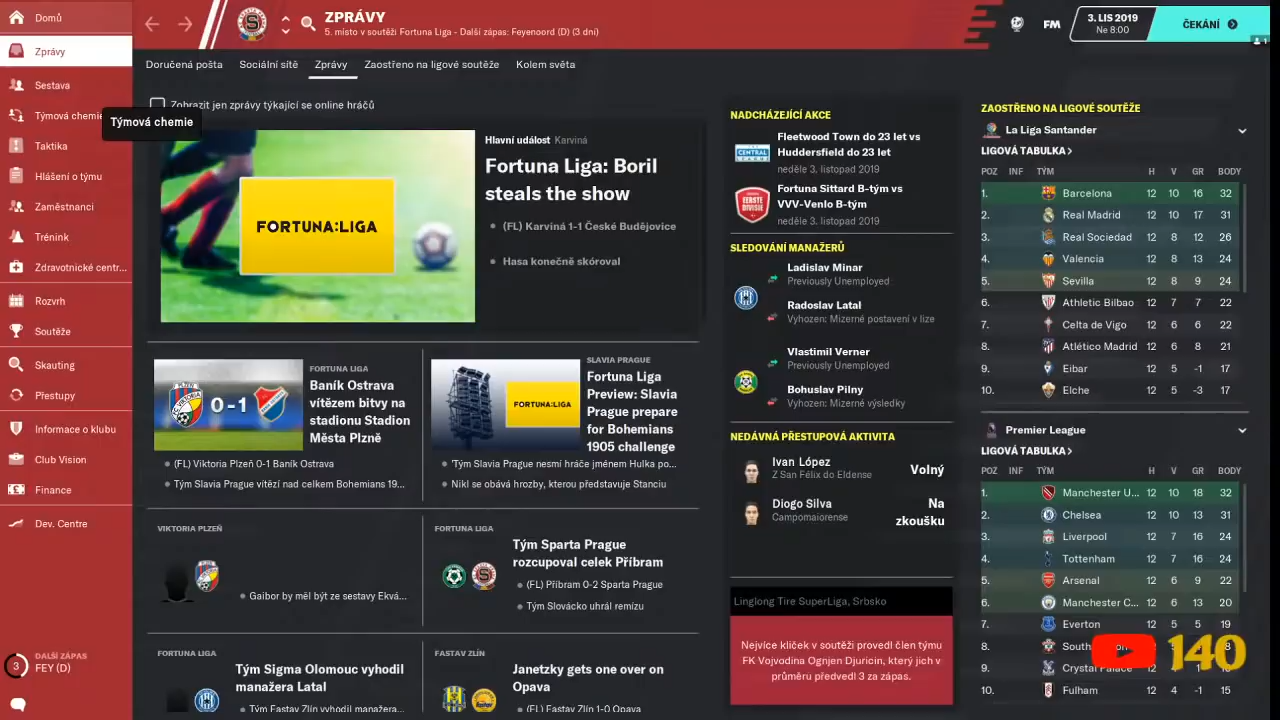 Domů
Zprávy
Sestava
Týmová chemie
Týmová chemie
Taktika
Hlášení o týmu
Zaměstnanci
Trénink
Zdravotnické centr...
Rozvrh
Soutěže
Skauting
Přestupy
Informace o klubu
Club Vision
Finance
Dev. Centre
3
DALŠÍ ZÁPAS
FEY (D)
ZPRÁVY
5. místo v soutěži Fortuna Liga - Další zápas: Feyenoord (D) (3 dni)
FM
3. LIS 2019
Ne 8:00
ČEKÁNÍ
1
Doručená pošta
Sociální sítě
Zprávy
Zaostřeno na ligové soutěže
Kolem světa
Zobrazit jen zprávy týkající se online hráčů
FORTUNA:LIGA
Hlavní událost Karviná
Fortuna Liga: Boril
steals the show
(FL) Karviná 1-1 České Budějovice
Hasa konečně skóroval
0-1
FORTUNA LIGA
Baník Ostrava
vítězem bitvy na
stadionu Stadion
Města Plzně
(FL) Viktoria Plzeň 0-1 Baník Ostrava
Tým Slavia Prague vítězí nad celkem Bohemians 19...
FORTUNA:LIGA
SLAVIA PRAGUE
Fortuna Liga
Preview: Slavia
Prague prepare
for Bohemians
1905 challenge
'Tým Slavia Prague nesmí hráče jménem Hulka po...
Nikl se obává hrozby, kterou představuje Stanciu
VIKTORIA PLZEŇ
Gaibor by měl být ze sestavy Ekvá...
FORTUNA LIGA
Tým Sparta Prague
rozcupoval celek Příbram
(FL) Příbram 0-2 Sparta Prague
Tým Slovácko uhrál remízu
FORTUNA LIGA
Tým Sigma Olomouc vyhodil
manažera Latal
Tým Fastav Zlín vyhodil manažera...
FASTAV ZLÍN
Janetzky gets one over on
Opava
(FL) Fastav Zlín 1-0 Opava
NADCHÁZEJÍCÍ AKCE
Fleetwood Town do 23 let vs
Huddersfield do 23 let
neděle 3. listopad 2019
Fortuna Sittard B-tým vs
VVV-Venlo B-tým
neděle 3. listopad 2019
SLEDOVÁNÍ MANAŽERŮ
Ladislav Minar
Previously Unemployed
Radoslav Latal
Vyhozen: Mizerné postavení v lize
Vlastimil Verner
Previously Unemployed
Bohuslav Pilny
Vyhozen: Mizerné výsledky
NEDÁVNÁ PŘESTUPOVÁ AKTIVITA
Ivan López
Z San Félix do Eldense
Volný
Diogo Silva
Campomaiorense
Na
zkoušku
Linglong Tire SuperLiga, Srbsko
Nejvíce kliček v soutěži provedl člen týmu
FK Vojvodina Ognjen Djuricin, který jich v
průměru předvedl 3 za zápas.
ZAOSTŘENO NA LIGOVÉ SOUTĚŽE
La Liga Santander
LIGOVÁ TABULKA
POZ INF TÝM H V GR BODY
1. Barcelona 12 10 16 32
2. Real Madrid 12 10 17 31
3. Real Sociedad 12 8 12 26
4. Valencia 12 8 13 24
5. Sevilla 12 8 9 24
6. Athletic Bilbao 12 7 7 22
7. Celta de Vigo 12 6 6 22
8. Atlético Madrid 12 6 8 21
9. Eibar 12 5 -1 17
10. Elche 12 5 -3 17
Premier League
LIGOVÁ TABULKA
POZ INF TÝM H V GR BODY
1. Manchester U... 12 10 18 32
2. Chelsea 12 10 13 31
3. Liverpool 12 7 16 24
4. Tottenham 12 7 16 24
5. Arsenal 12 6 9 22
6. Manchester C... 12 6 13 20
7. Everton 12 5 5 19
8.
9. Crystal Palace
10. Fulham 12 4 -1 15
140